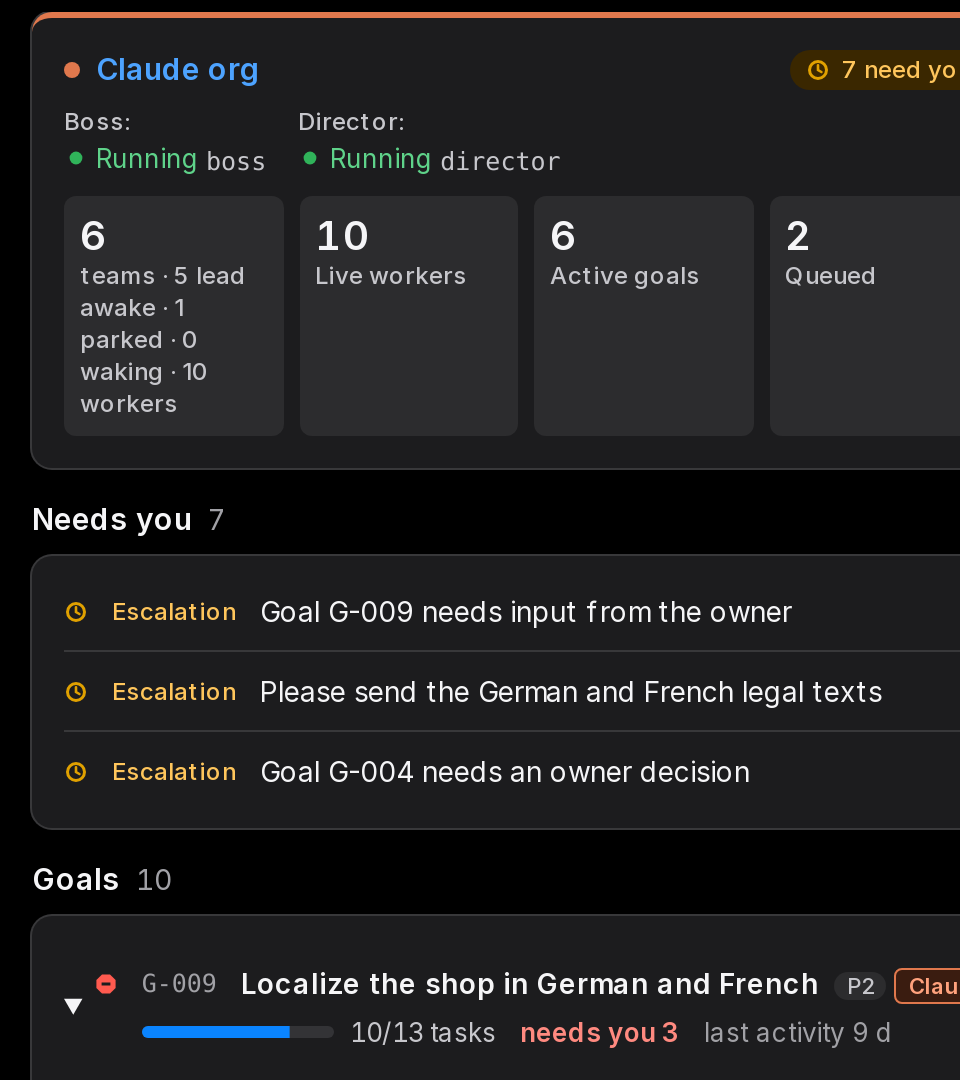 Claude org
7 need yo
Boss:
Director:
Running boss
Running director
6
teams · 5 lead
awake · 1
parked · 0
waking · 10
workers
10
Live workers
6
Active goals
2
Queued
Needs you 7
Escalation Goal G-009 needs input from the owner
Escalation Please send the German and French legal texts
Escalation Goal G-004 needs an owner decision
Goals 10
G-009 Localize the shop in German and French P2 Clau
10/13 tasks needs you 3 last activity 9 d